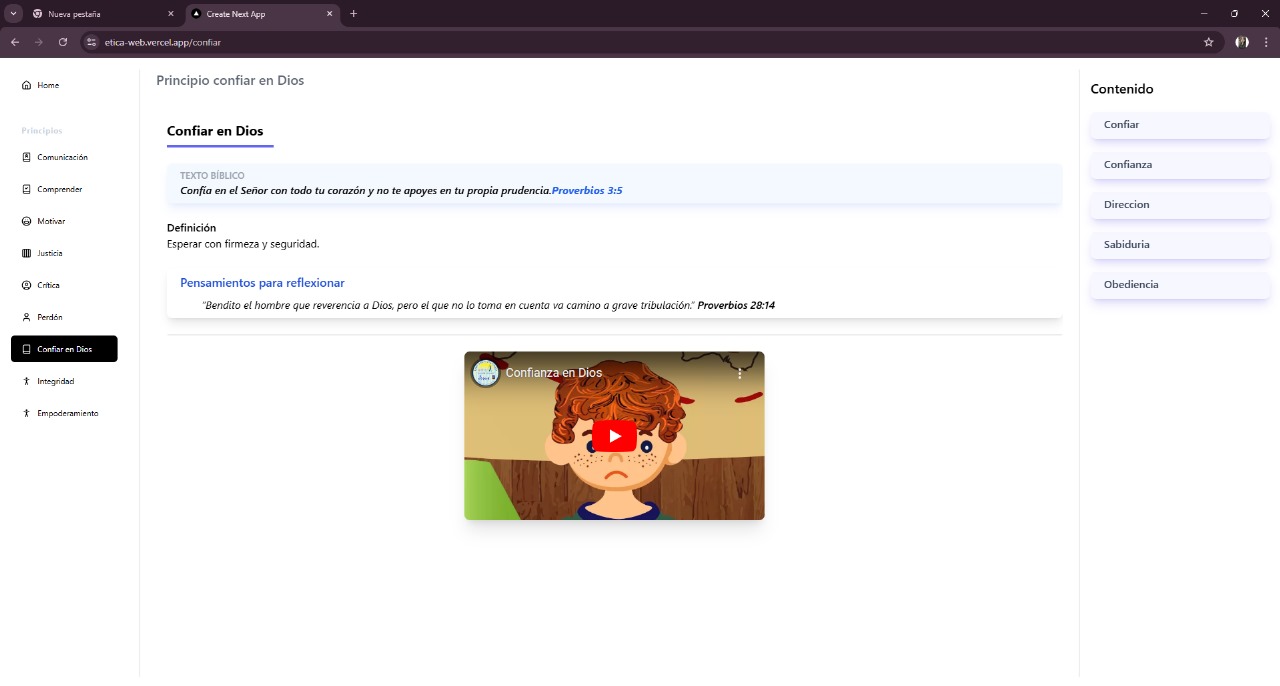 Nueva pestaña
Create Next App
etica-web.vercel.app/confiar
Home
Principios
Comunicación
Comprender
Motivar
Justicia
Crítica
Perdón
Confiar en Dios
Integridad
Empoderamiento
Principio confiar en Dios
Confiar en Dios
TEXTO BÍBLICO
Confía en el Señor con todo tu corazón y no te apoyes en tu propia prudencia.Proverbios 3:5
Definición
Esperar con firmeza y seguridad.
Pensamientos para reflexionar
"Bendito el hombre que reverencia a Dios, pero el que no lo toma en cuenta va camino a grave tribulación." Proverbios 28:14
Confianza en Dios
Contenido
Confiar
Confianza
Direccion
Sabiduria
Obediencia